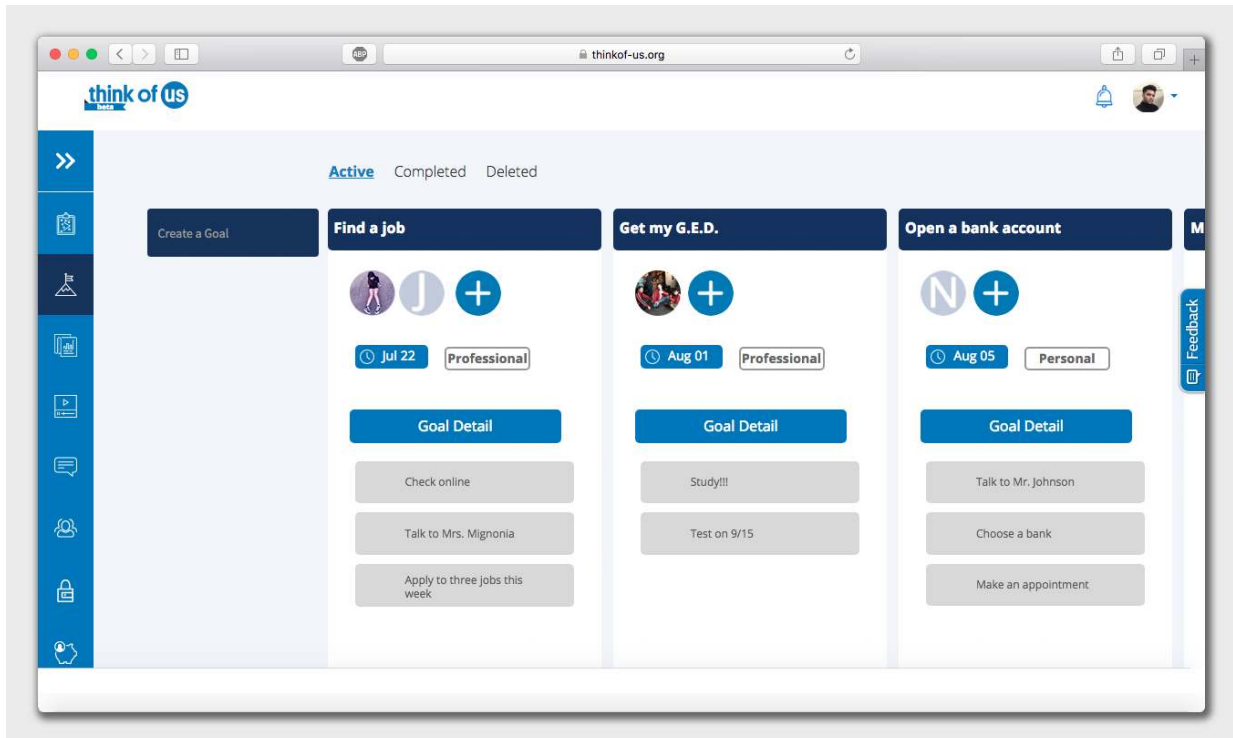 ABP
thinkof-us.org
think of us
beta
Active Completed Deleted
Create a Goal
Find a job
Get my G.E.D.
Open a bank account
M
J
N
Jul 22 Professional
Aug 01 Professional
Aug 05 Personal
Feedback
Goal Detail
Goal Detail
Goal Detail
Check online
Study!!!
Talk to Mr. Johnson
Talk to Mrs. Mignonia
Test on 9/15
Choose a bank
Apply to three jobs this
week
Make an appointment